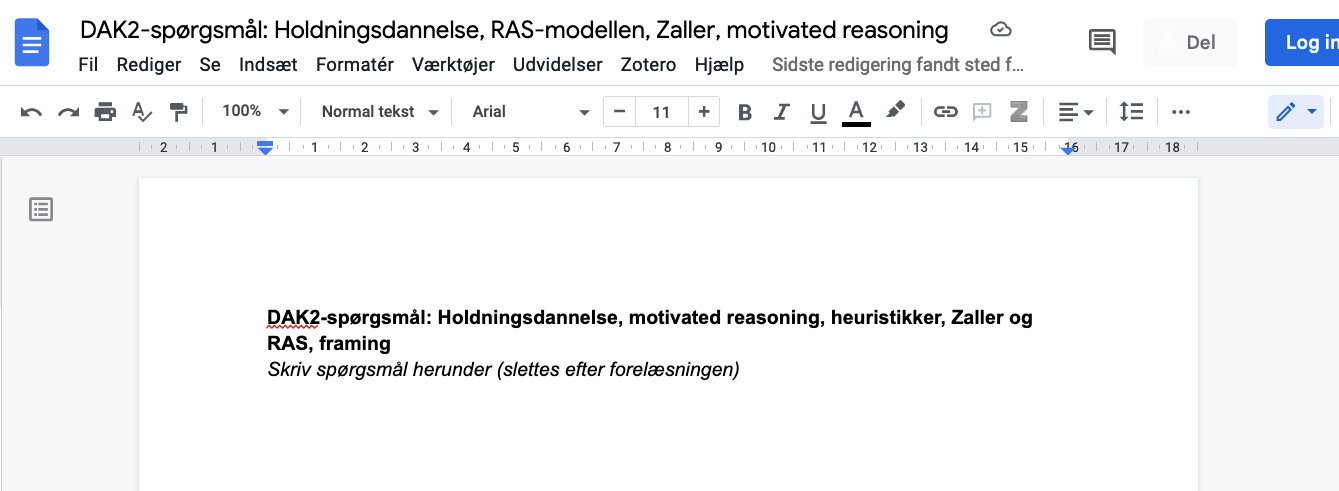 DAK2-spørgsmål: Holdningsdannelse, RAS-modellen, Zaller, motivated reasoning
Del
Log in
Fil Rediger Se Indsæt Formatér Værktøjer Udvidelser Zotero Hjælp Sidste redigering fandt sted f...
100% Normal tekst Arial − 11 + B I U A Z ...
2 1 1 2 3 4 5 6 7 8 9 10 11 12 13 14 15 16 17 18
DAK2-spørgsmål: Holdningsdannelse, motivated reasoning, heuristikker, Zaller og
RAS, framing
Skriv spørgsmål herunder (slettes efter forelæsningen)